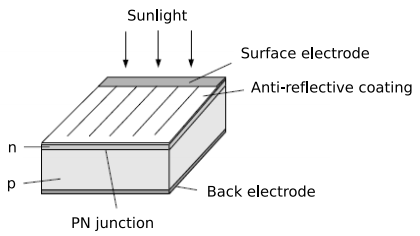 Sunlight
Surface electrode
Anti-reflective coating
n
p
Back electrode
PN junction